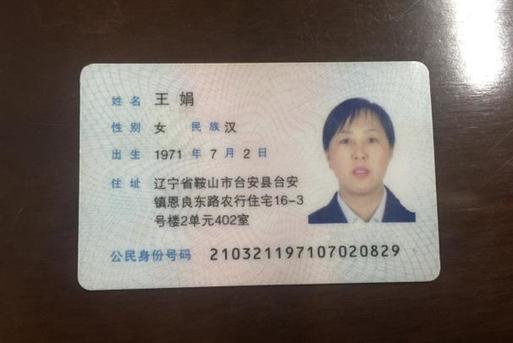 姓名 王娟
性别 女 民族 汉
出生 1971 年 7 月 2 日
住址 辽宁省鞍山市台安县台安
镇恩良东路农行住宅16-3
号楼2单元402室
公民身份号码 210321197107020829